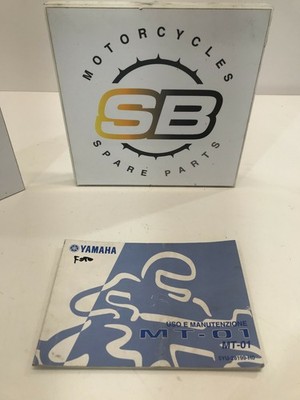 MOTORCYCLES
SB
SPARE PARTS
YAMAHA
Foto
USO E MANUTENZIONE
MT-01
MT-01